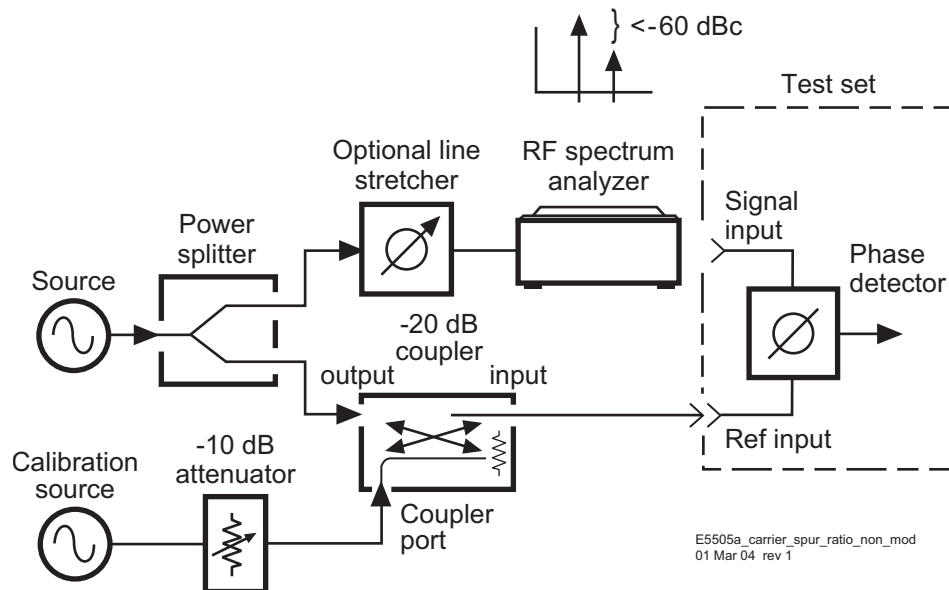 } <-60 dBc
Test set
Optional line
stretcher
RF spectrum
analyzer
Signal
input
Power
splitter
Phase
detector
Source
-20 dB
coupler
output
input
-10 dB
attenuator
Ref input
Calibration
source
Coupler
port
E5505a_carrier_spur_ratio_non_mod
01 Mar 04 rev 1